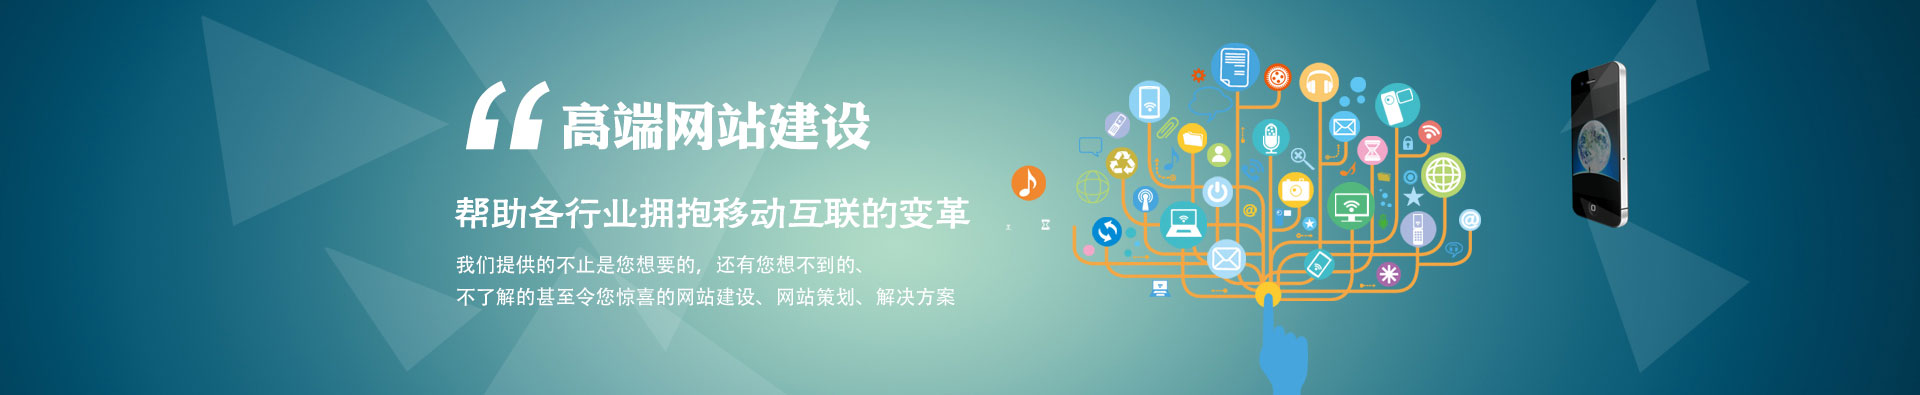 “高端网站建设
帮助各行业拥抱移动互联的变革
我们提供的不止是您想要的，还有您想不到的、
不了解的甚至令您惊喜的网站建设、网站策划、解决方案